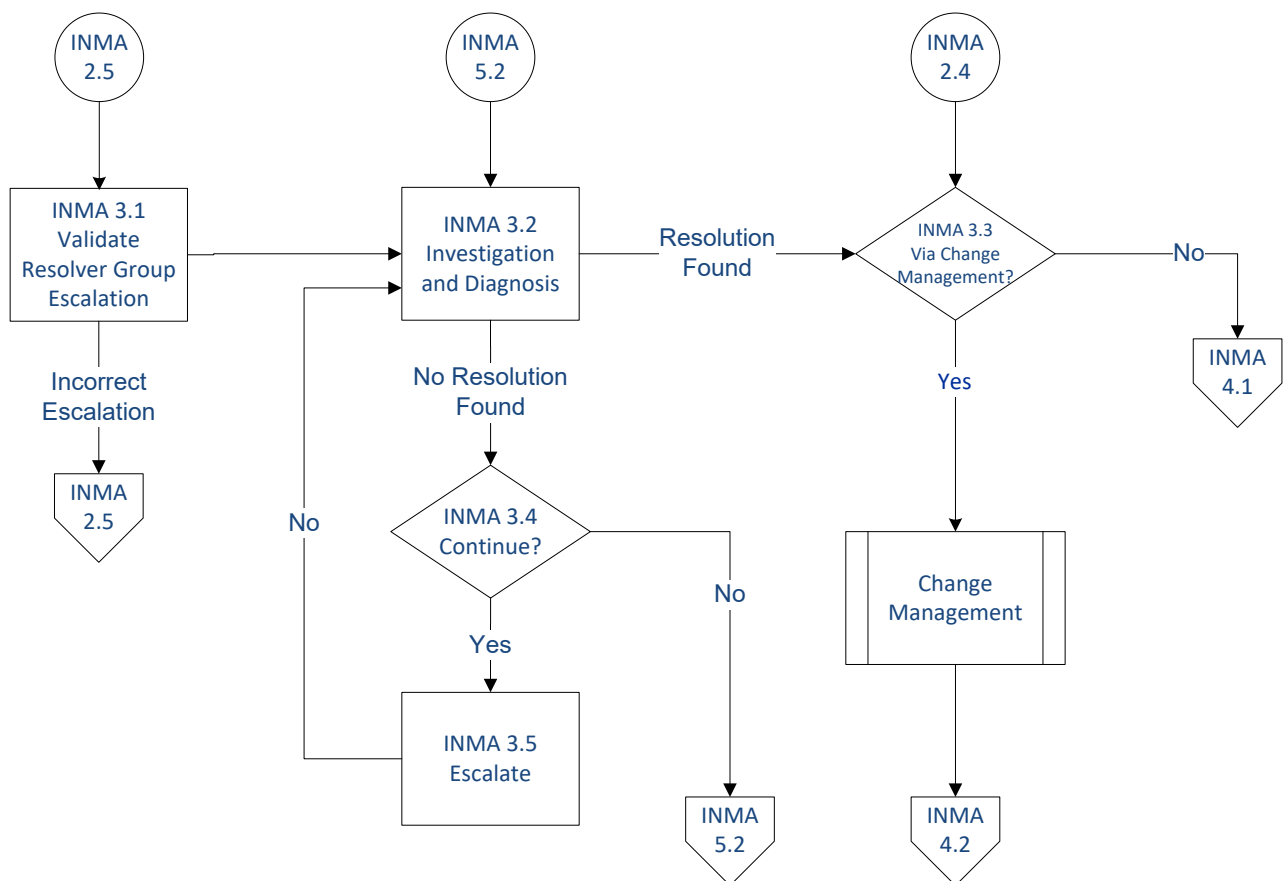 INMA
2.5
INMA
5.2
INMA
2.4
INMA 3.1
Validate
Resolver Group
Escalation
INMA 3.2
Investigation
and Diagnosis
Resolution
Found
INMA 3.3
Via Change
Management?
No
INMA
4.1
Incorrect
Escalation
INMA
2.5
No Resolution
Found
Yes
No
INMA 3.4
Continue?
No
Change
Management
Yes
INMA 3.5
Escalate
INMA
5.2
INMA
4.2